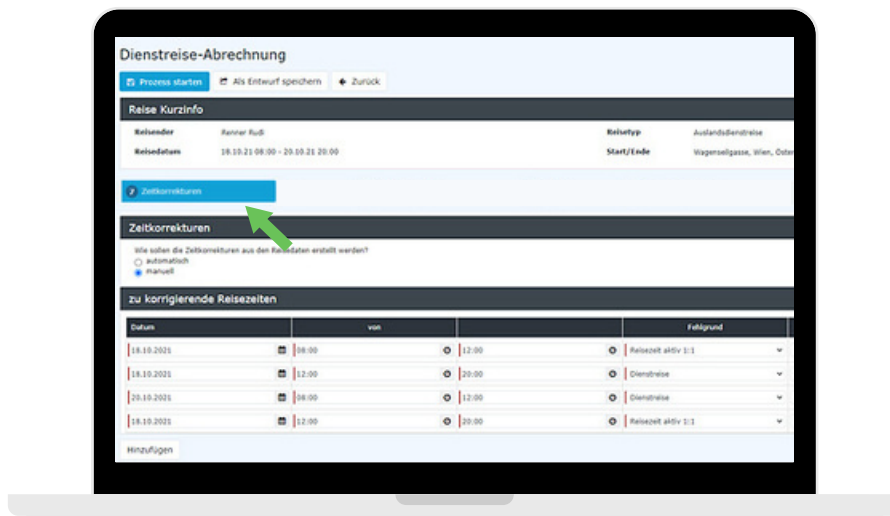 Dienstreise-Abrechnung
Prozess starten Als Entwurf speichern Zurück
Reise Kurzinfo
Reisender Renner Rudi Reisetyp Auslandsdienstreise
Reisedatum 18.10.21 08:00 - 20.10.21 20:00 Start/Ende Wagenseilgasse, Wien, Öster
2 Zeitkorrekturen
Zeitkorrekturen
Wie sollen die Zeitkorrekturen aus den Reisedaten erstellt werden?
automatisch
manuell
zu korrigierende Reisezeiten
Datum von Fehlgrund
18.10.2021 08:00 12:00 Reisezeit aktiv 1:1
18.10.2021 12:00 20:00 Dienstreise
20.10.2021 08:00 12:00 Dienstreise
18.10.2021 12:00 20:00 Reisezeit aktiv 1:1
Hinzufügen